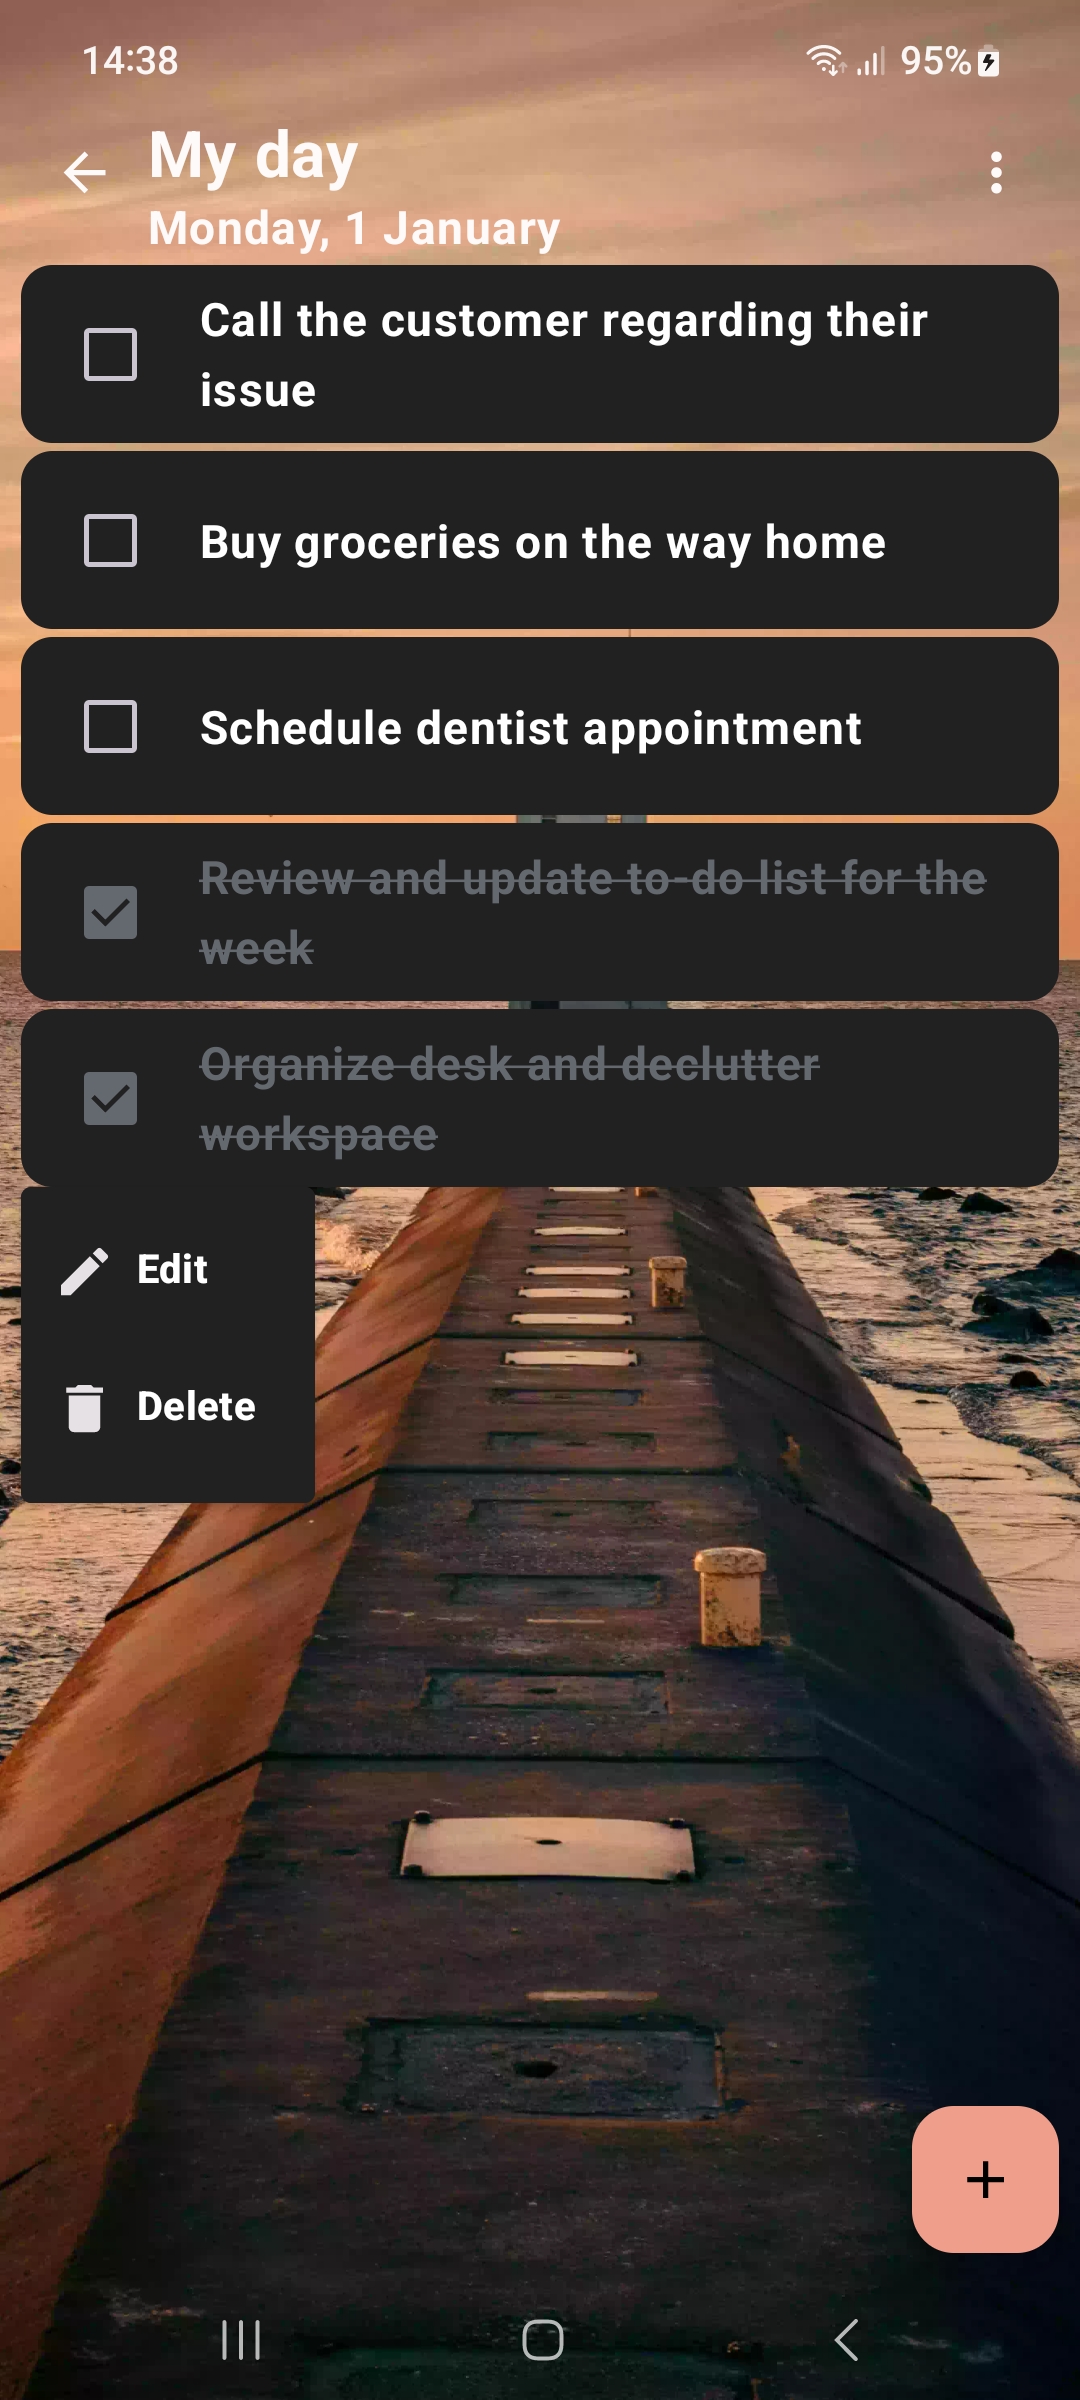 14:38
95%
My day
Monday, 1 January
Call the customer regarding their
issue
Buy groceries on the way home
Schedule dentist appointment
Review and update to-do list for the
week
Organize desk and declutter
workspace
Edit
Delete